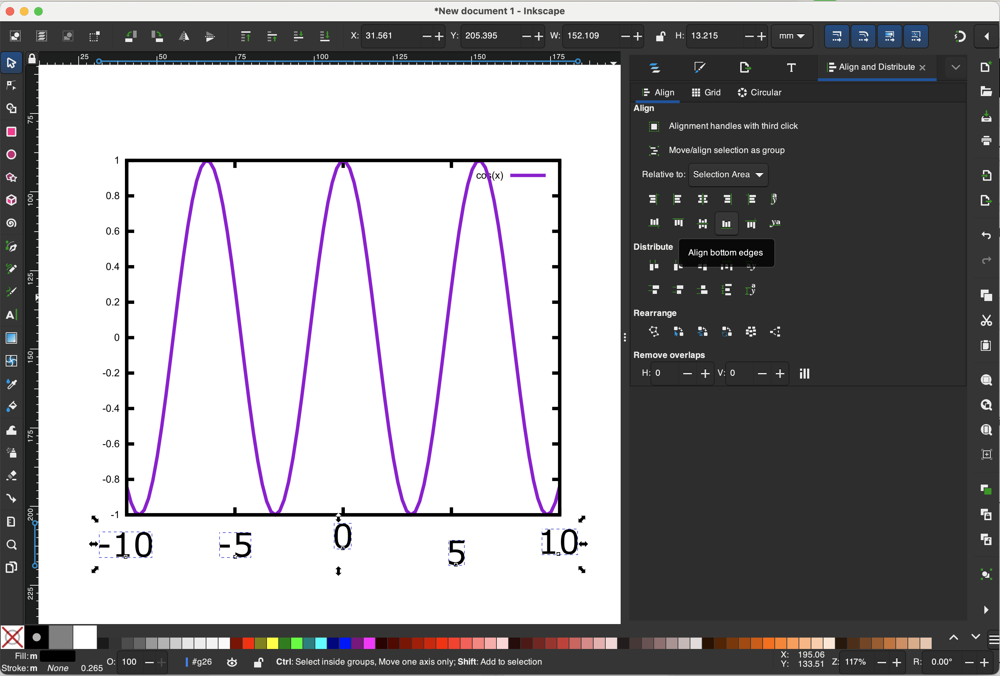 *New document 1 - Inkscape
X: 31.561 Y: 205.395 W: 152.109 H: 13.215 mm
25 50 75 100 125 150 175
Align and Distribute
Align Grid Circular
Align
Alignment handles with third click
Move/align selection as group
Relative to: Selection Area
Distribute
Align bottom edges
Rearrange
Remove overlaps
H: 0 V: 0
75
100
125
150
175
200
225
cos(x)
1
0.8
0.6
0.4
0.2
0
-0.2
-0.4
-0.6
-0.8
-1
-10 -5 0 5 10
Fill: m
Stroke: m None 0.265
O: 100
#g26
Ctrl: Select inside groups, Move one axis only; Shift: Add to selection
X: 195.06
Y: 133.51
Z: 117%
R: 0.00°